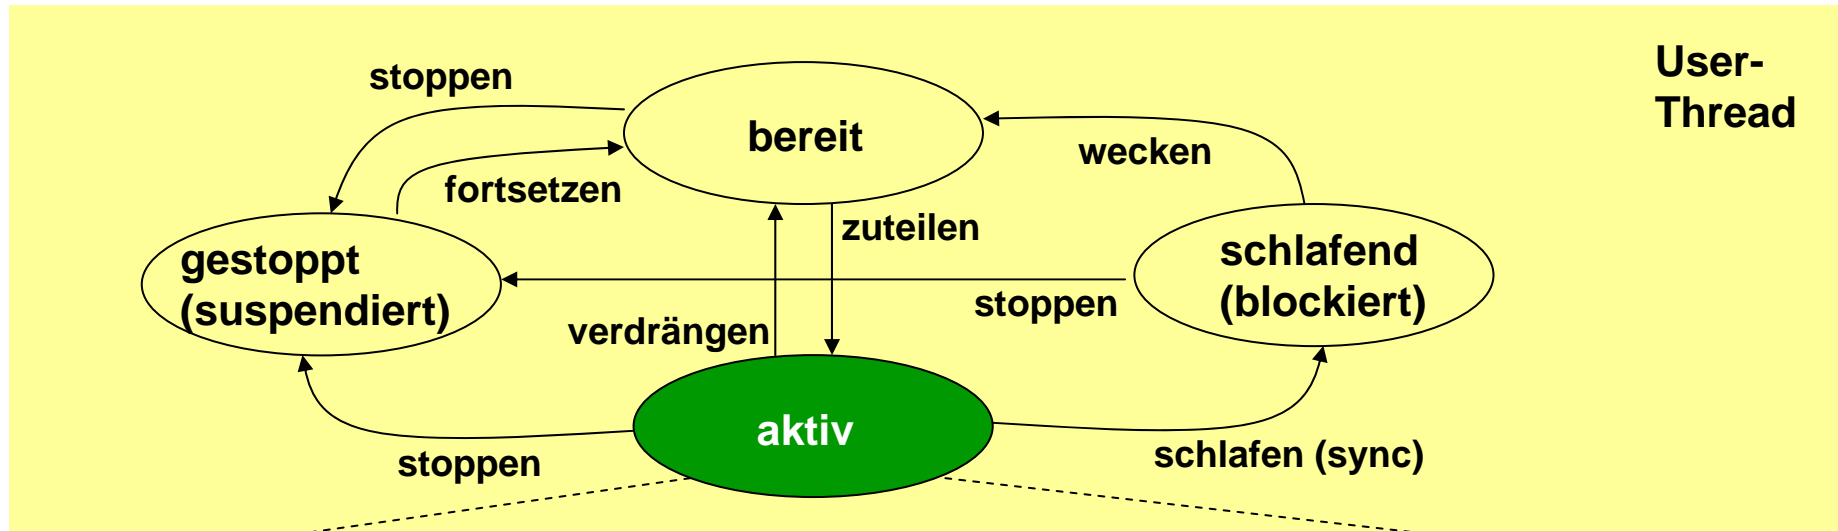 User-
Thread
stoppen
bereit
wecken
fortsetzen
zuteilen
gestoppt
(suspendiert)
schlafend
(blockiert)
stoppen
verdrängen
aktiv
stoppen
schlafen (sync)